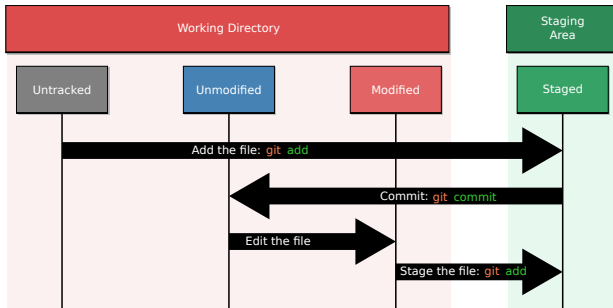 Working Directory
Staging
Area
Untracked
Unmodified
Modified
Staged
Add the file: git add
Commit: git commit
Edit the file
Stage the file: git add